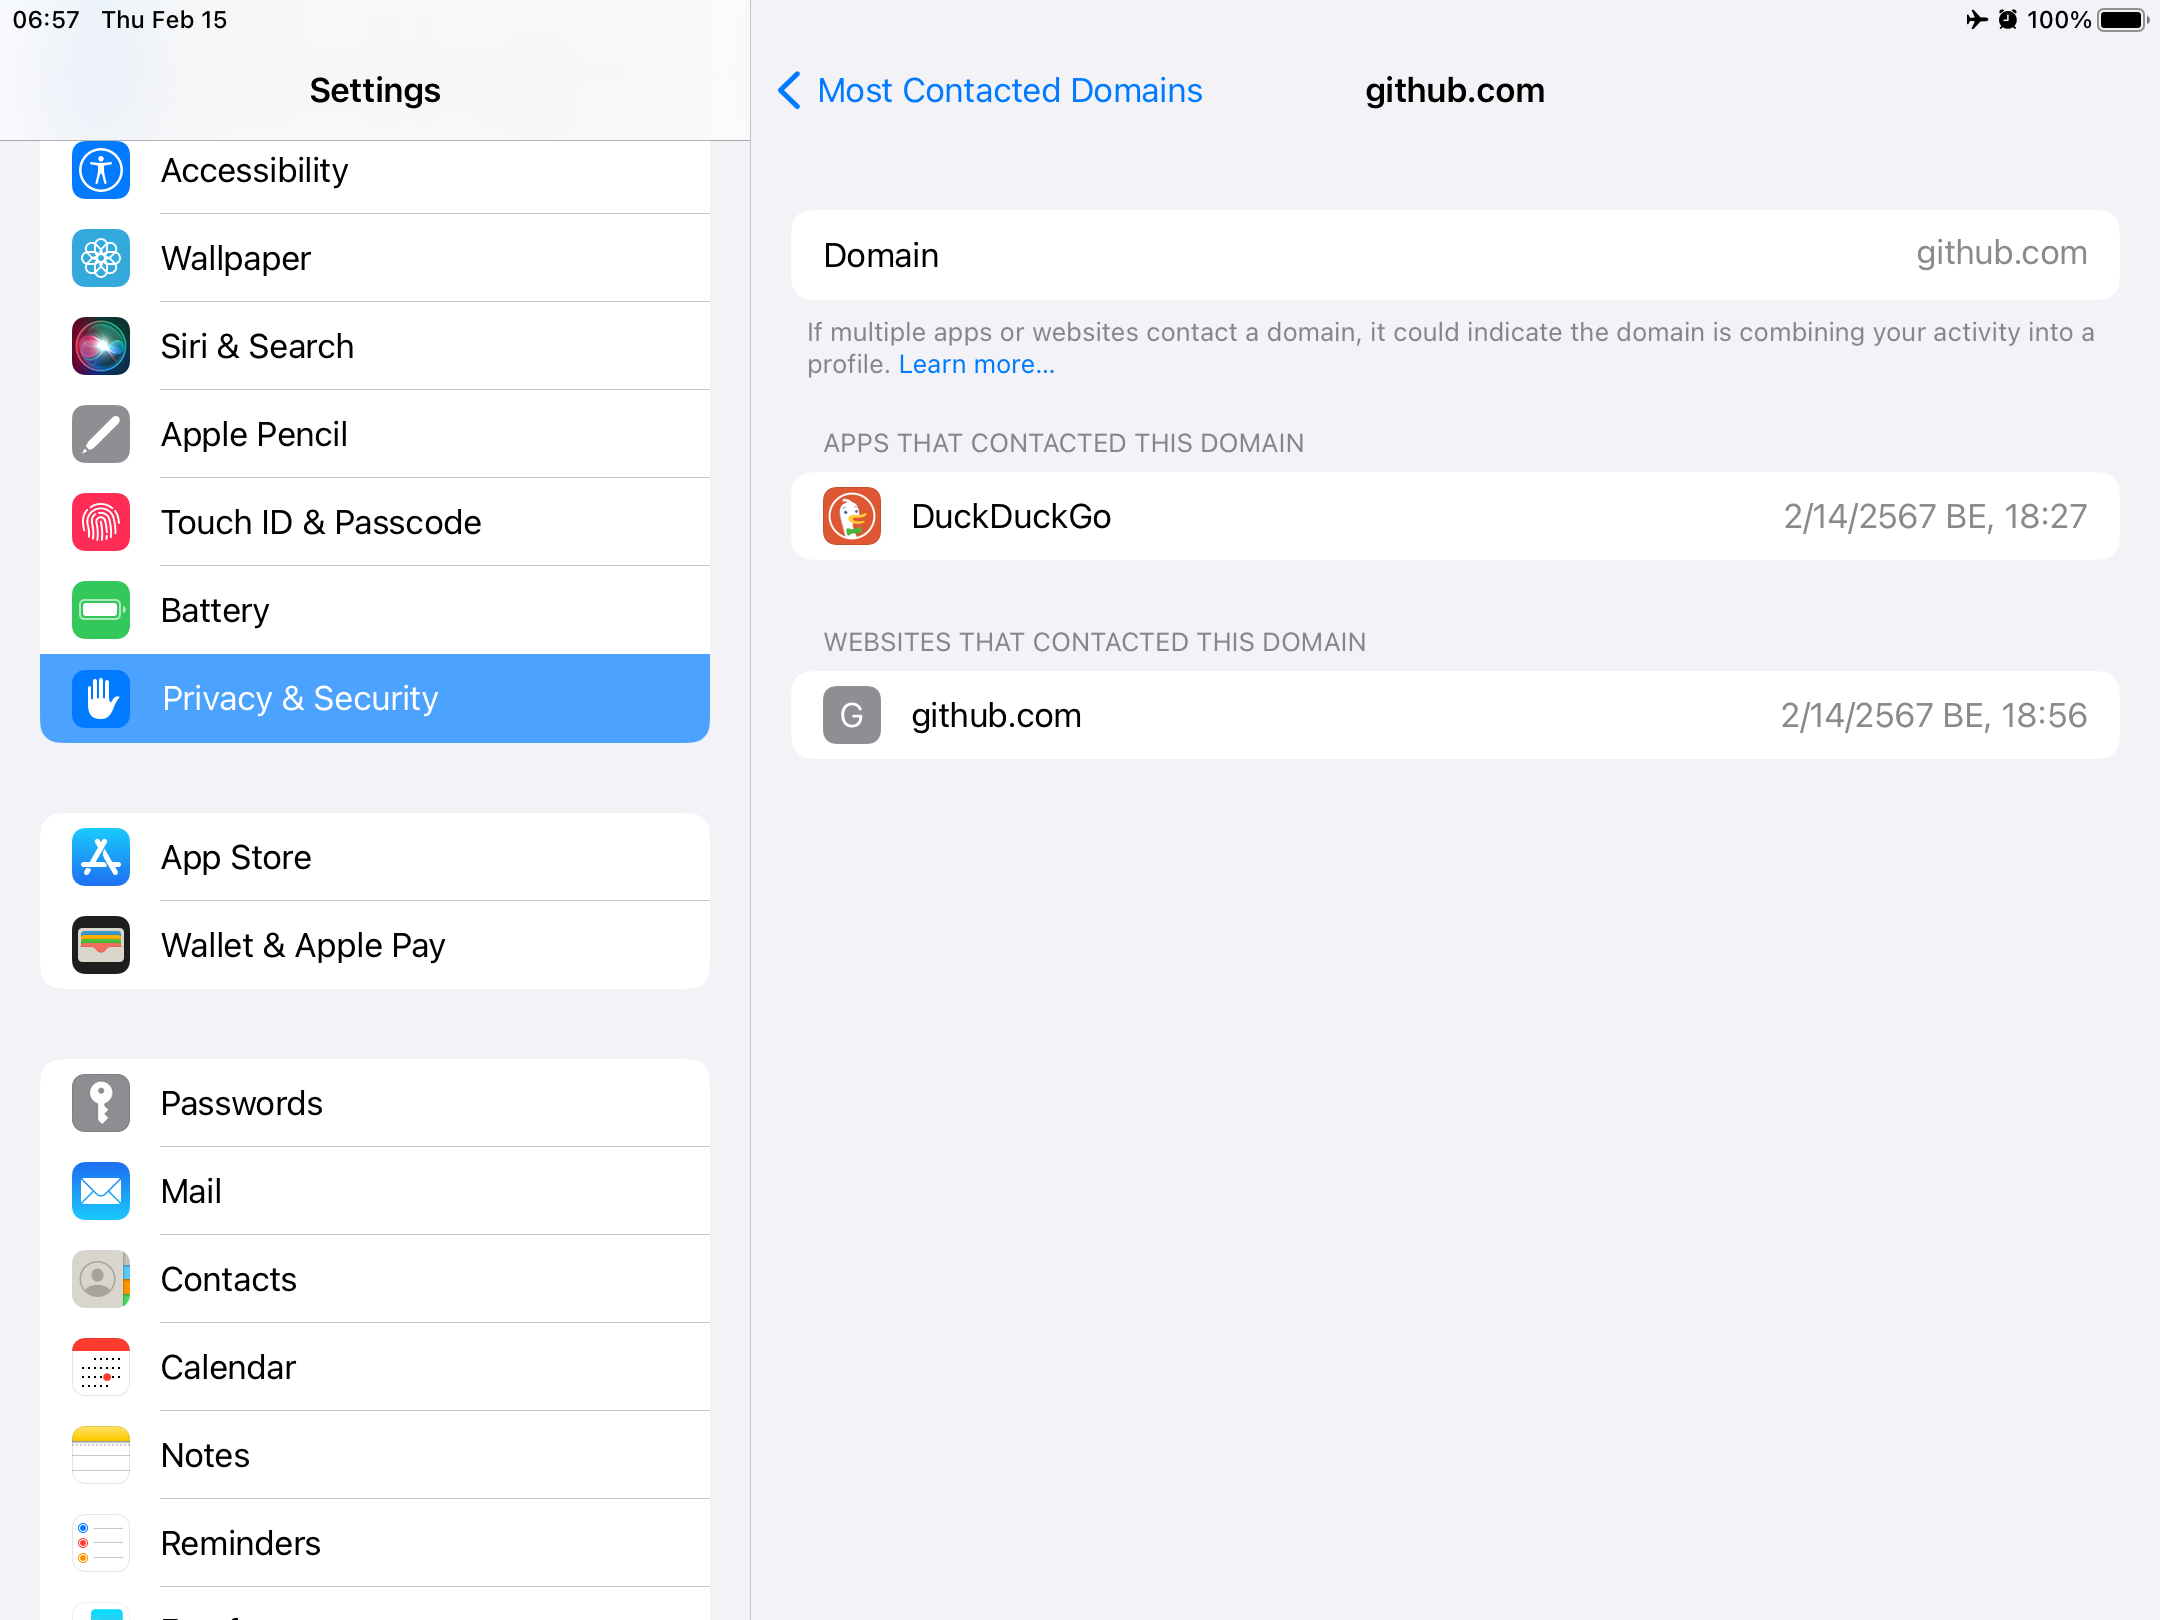 06:57 Thu Feb 15
100%
Settings
Accessibility
Wallpaper
Siri & Search
Apple Pencil
Touch ID & Passcode
Battery
Privacy & Security
App Store
Wallet & Apple Pay
Passwords
Mail
Contacts
Calendar
Notes
Reminders
Most Contacted Domains
github.com
Domain
github.com
If multiple apps or websites contact a domain, it could indicate the domain is combining your activity into a
profile. Learn more...
APPS THAT CONTACTED THIS DOMAIN
DuckDuckGo
2/14/2567 BE, 18:27
WEBSITES THAT CONTACTED THIS DOMAIN
G
github.com
2/14/2567 BE, 18:56